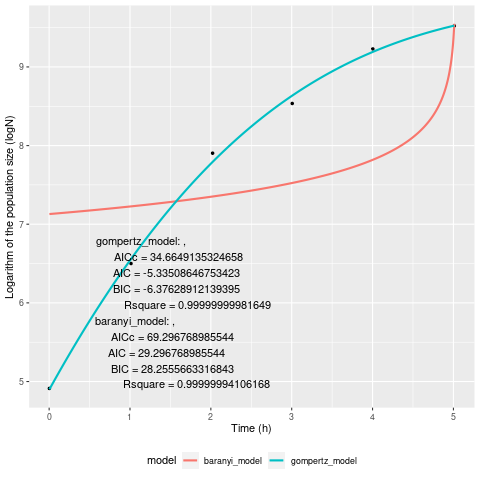 9
8
7
6
5
Logarithm of the population size (logN)
gompertz_model: ,
AICc = 34.6649135324658
AIC = -5.33508646753423
BIC = -6.37628912139395
Rsquare = 0.99999999981649
baranyi_model: ,
AICc = 69.296768985544
AIC = 29.296768985544
BIC = 28.2555663316843
Rsquare = 0.99999994106168
0 1 2 3 4 5
Time (h)
model baranyi_model gompertz_model